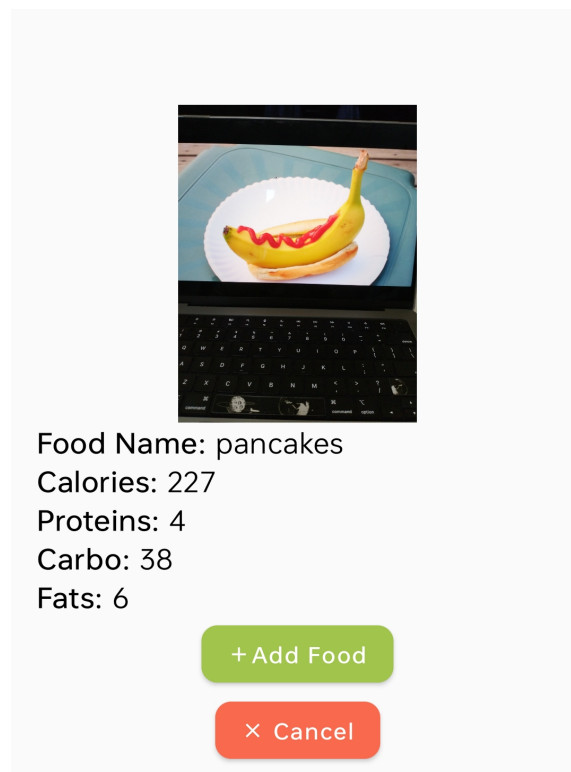 Food Name: pancakes
Calories: 227
Proteins: 4
Carbo: 38
Fats: 6
+ Add Food
× Cancel